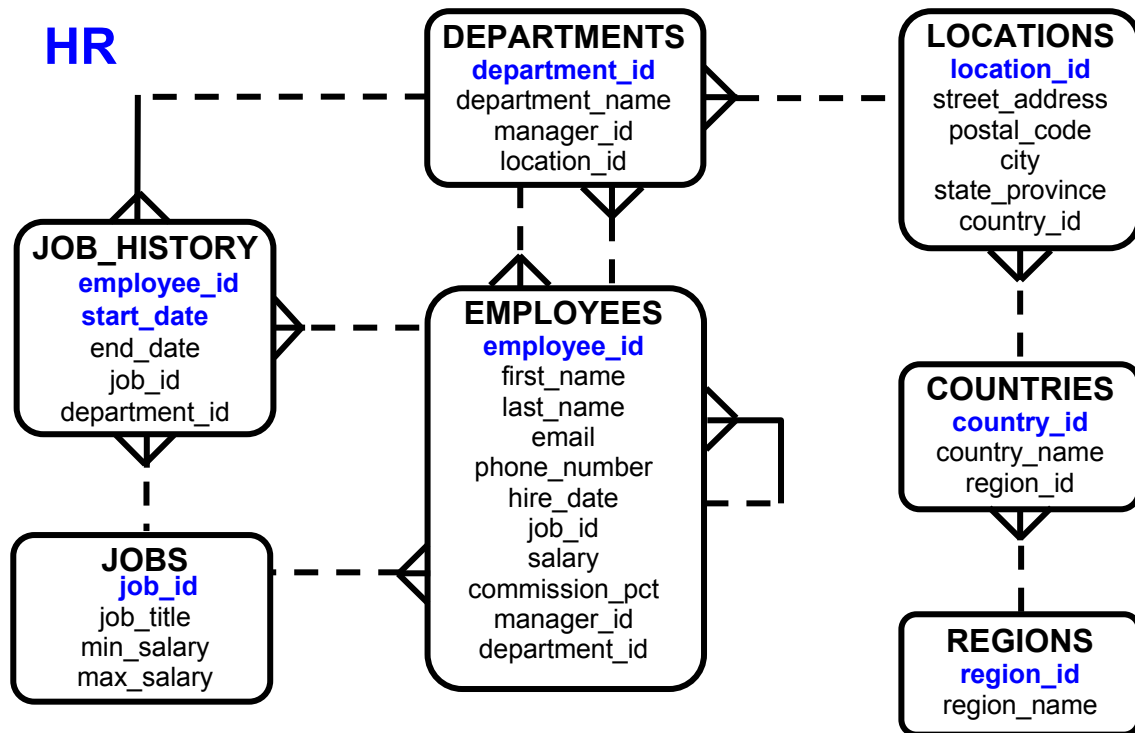 HR
DEPARTMENTS
department_id
department_name
manager_id
location_id
LOCATIONS
location_id
street_address
postal_code
city
state_province
country_id
JOB_HISTORY
employee_id
start_date
end_date
job_id
department_id
EMPLOYEES
employee_id
first_name
last_name
email
phone_number
hire_date
job_id
salary
commission_pct
manager_id
department_id
COUNTRIES
country_id
country_name
region_id
JOBS
job_id
job_title
min_salary
max_salary
REGIONS
region_id
region_name